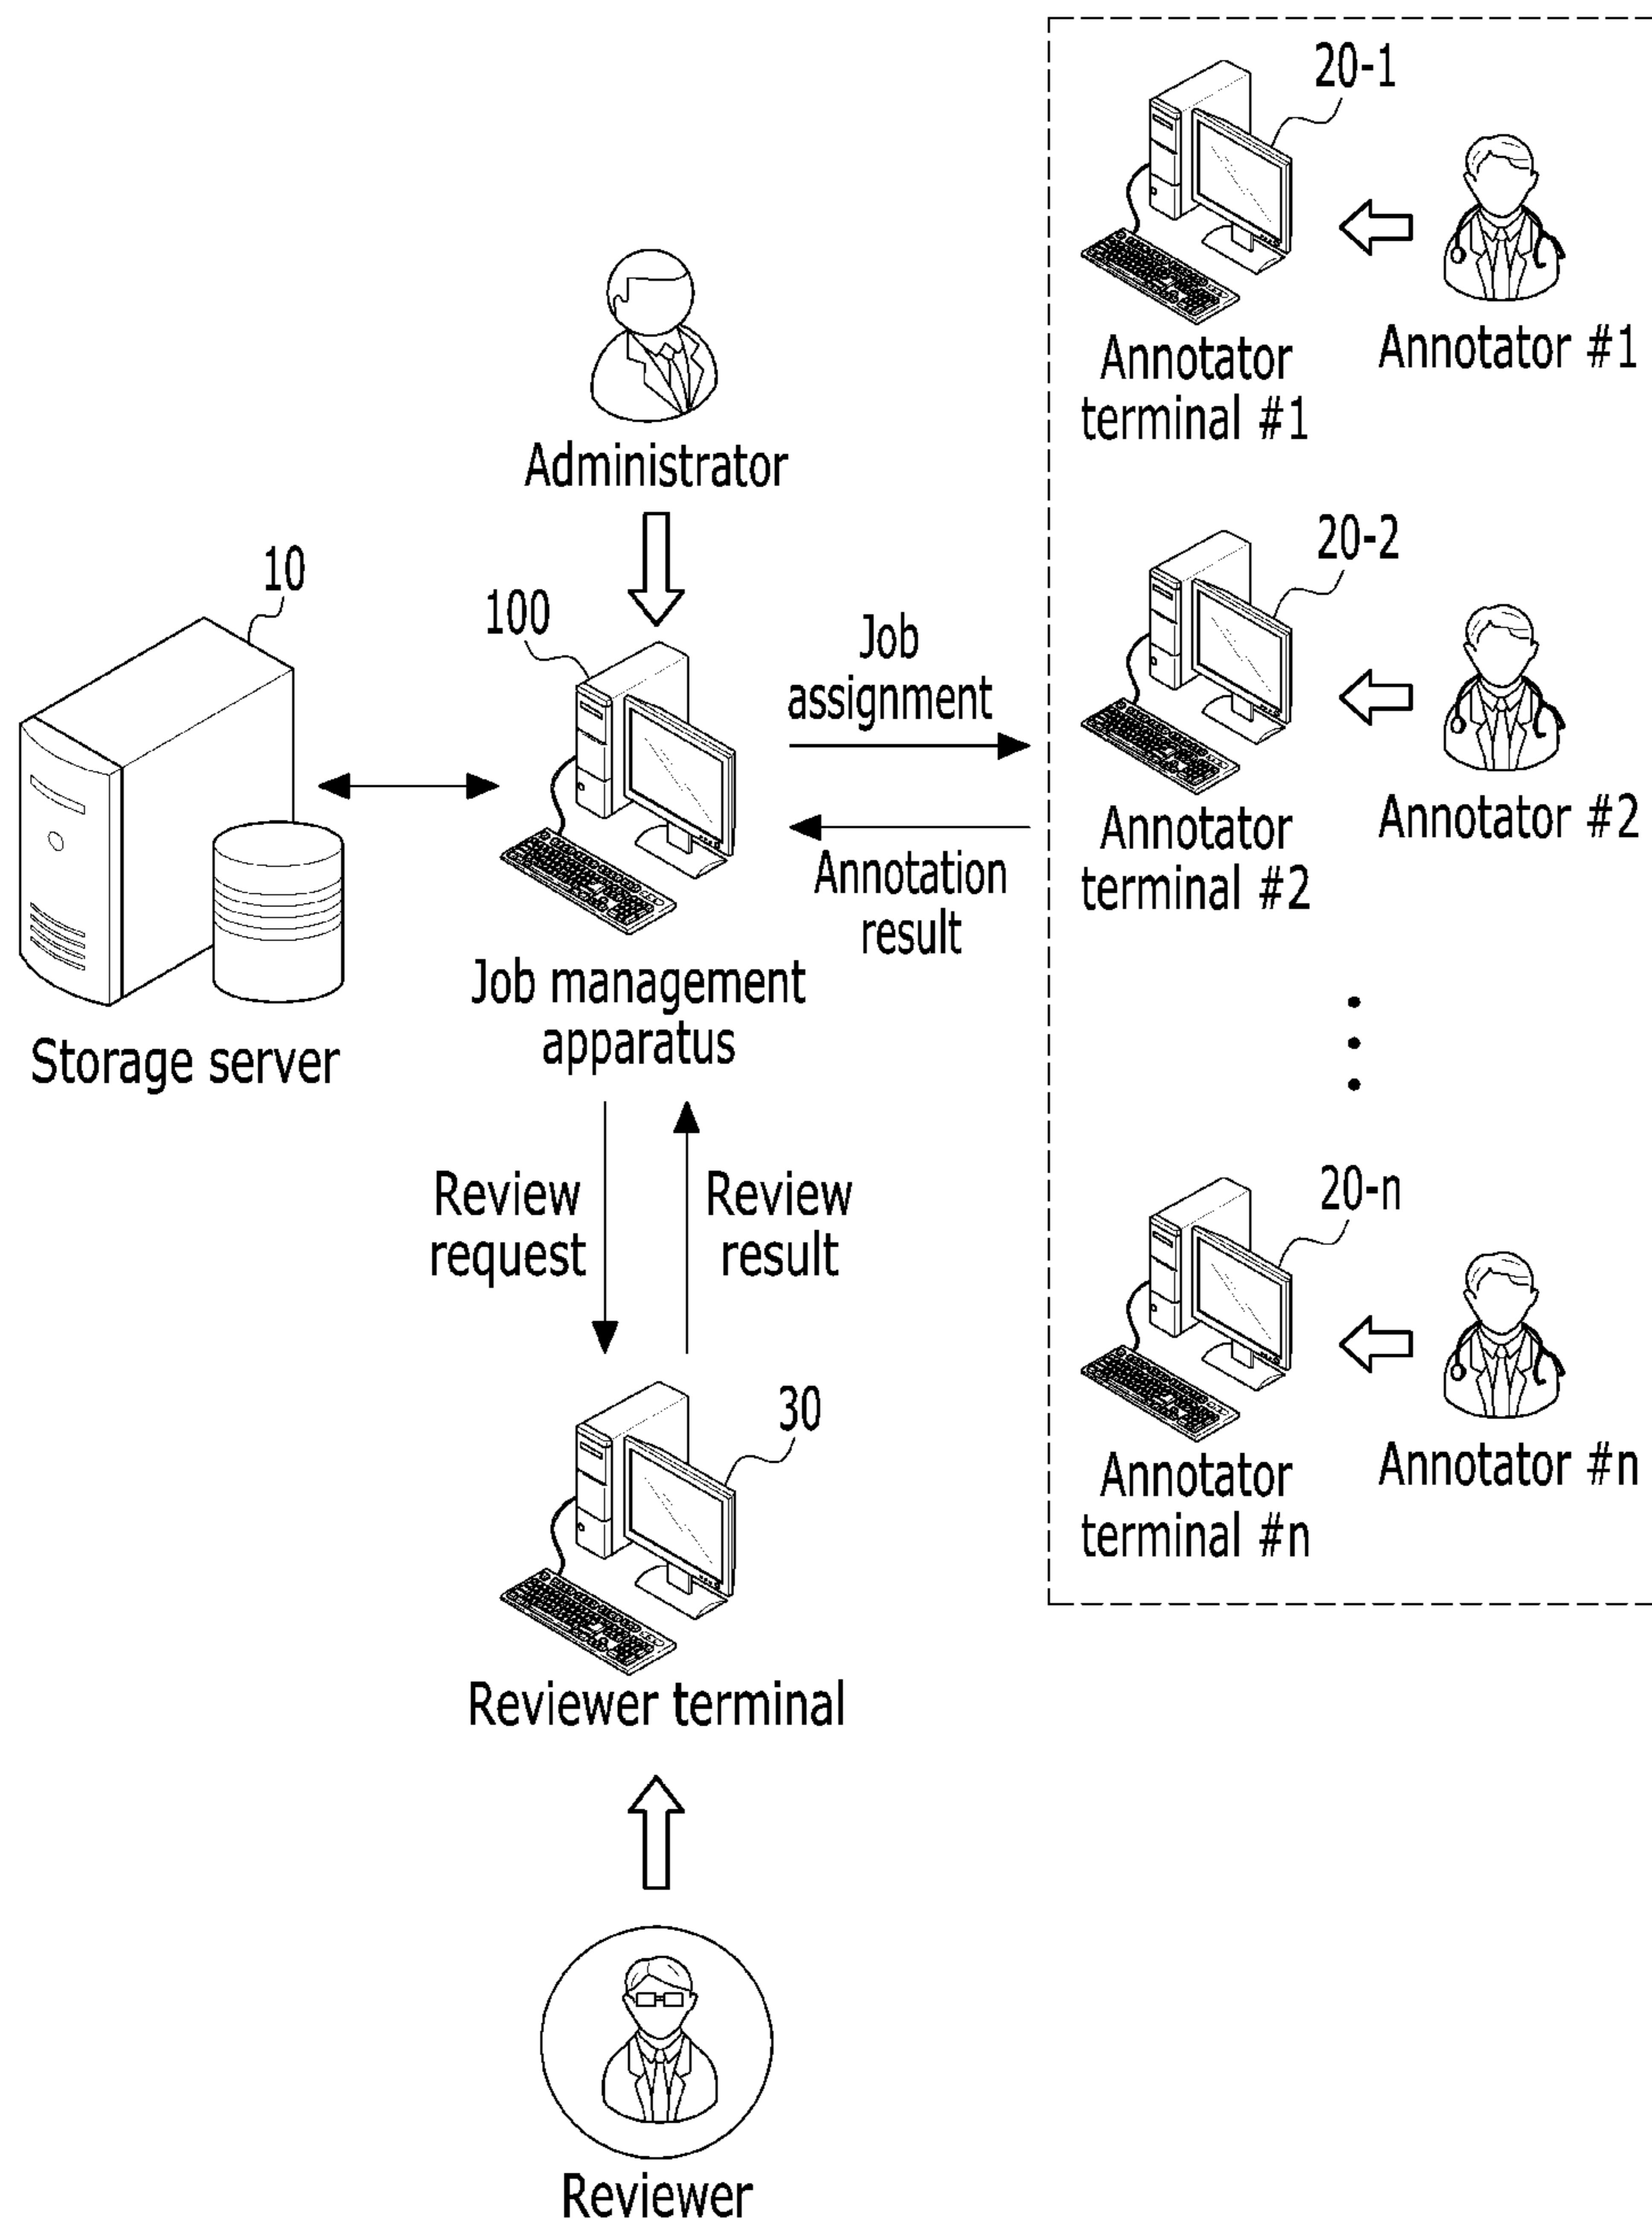 20-1
Annotator
terminal #1
Annotator #1
Administrator
10
100
Job
assignment
20-2
Annotator
terminal #2
Annotator #2
Annotation
result
Storage server
Job management
apparatus
Review
request
Review
result
20-n
Annotator
terminal #n
Annotator #n
30
Reviewer terminal
Reviewer